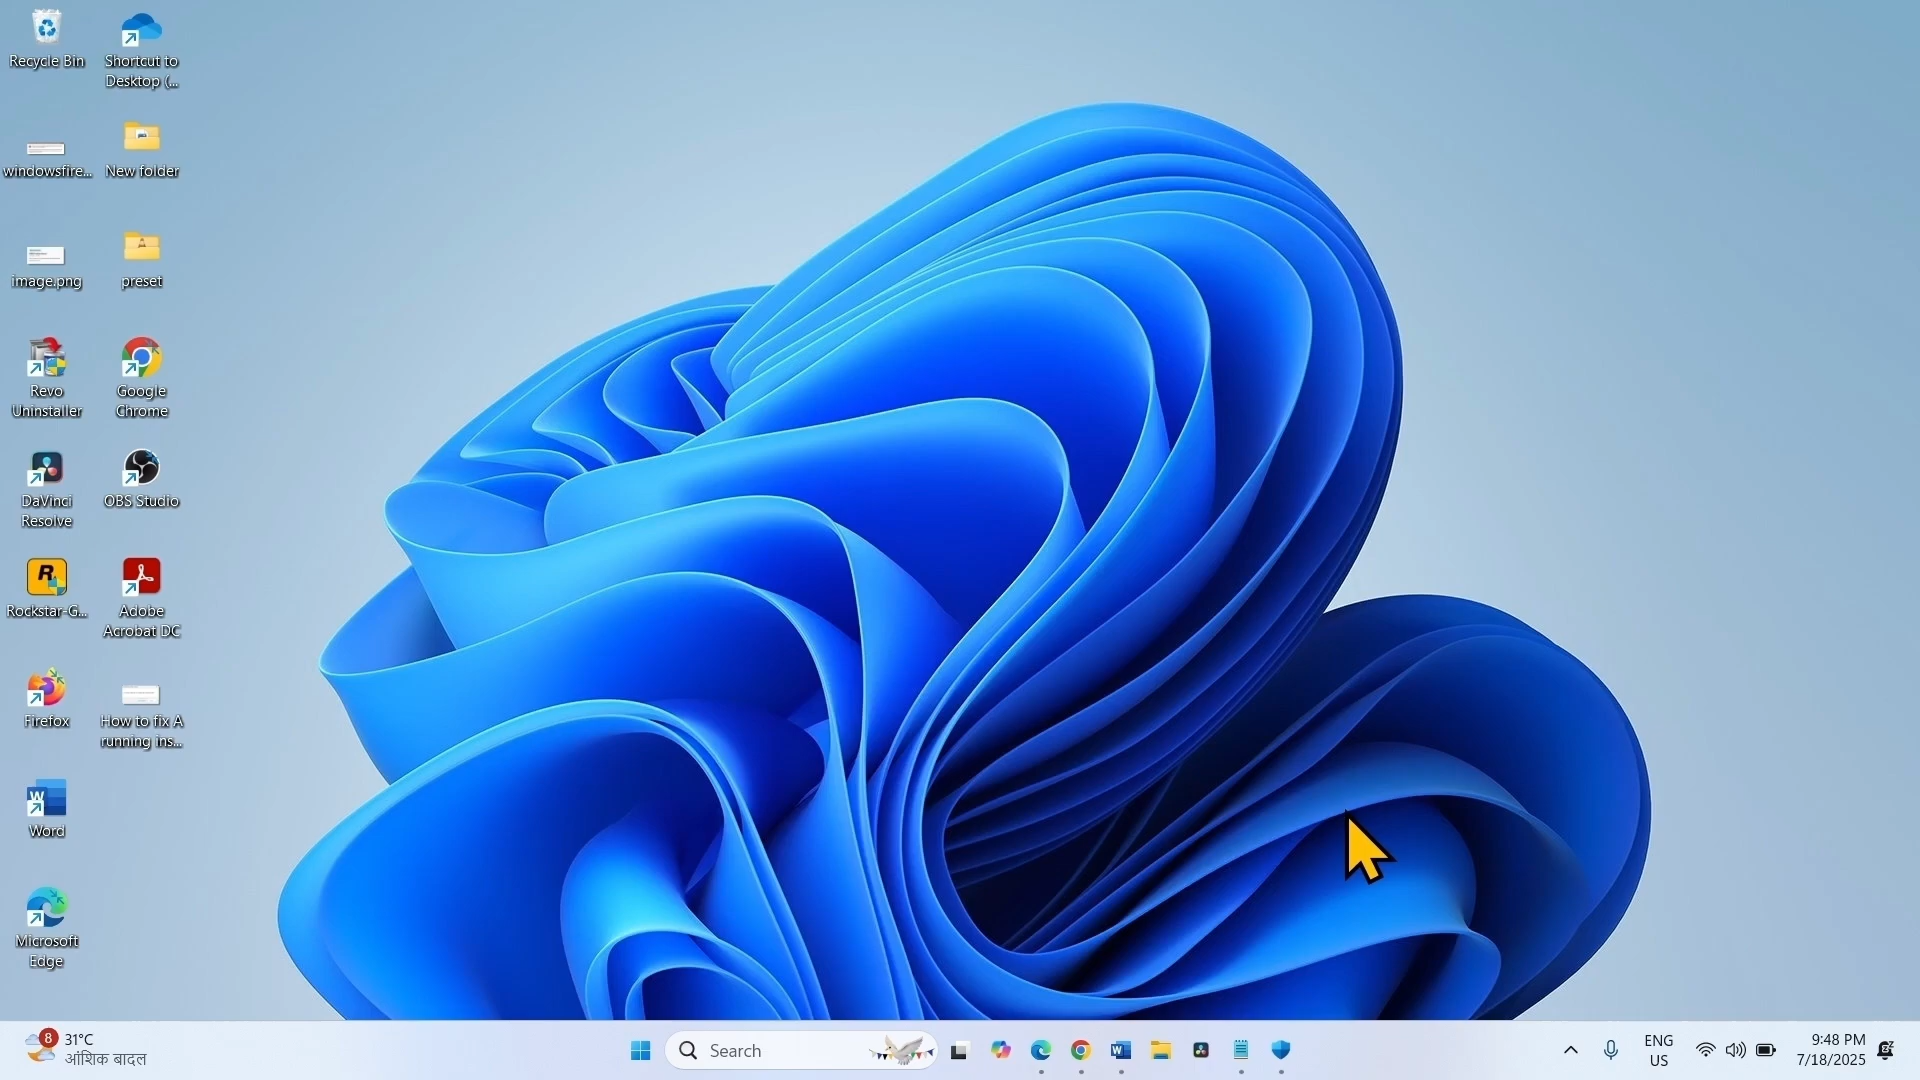 Recycle Bin
Shortcut to
Desktop (...
windowsfire...
New folder
image.png
preset
Revo
Uninstaller
Google
Chrome
DaVinci
Resolve
OBS Studio
Rockstar-G...
Adobe
Acrobat DC
Firefox
How to fix A
running ins...
Word
Microsoft
Edge
8
31°C
आंशिक बादल
Search
ENG
US
9:48 PM
7/18/2025